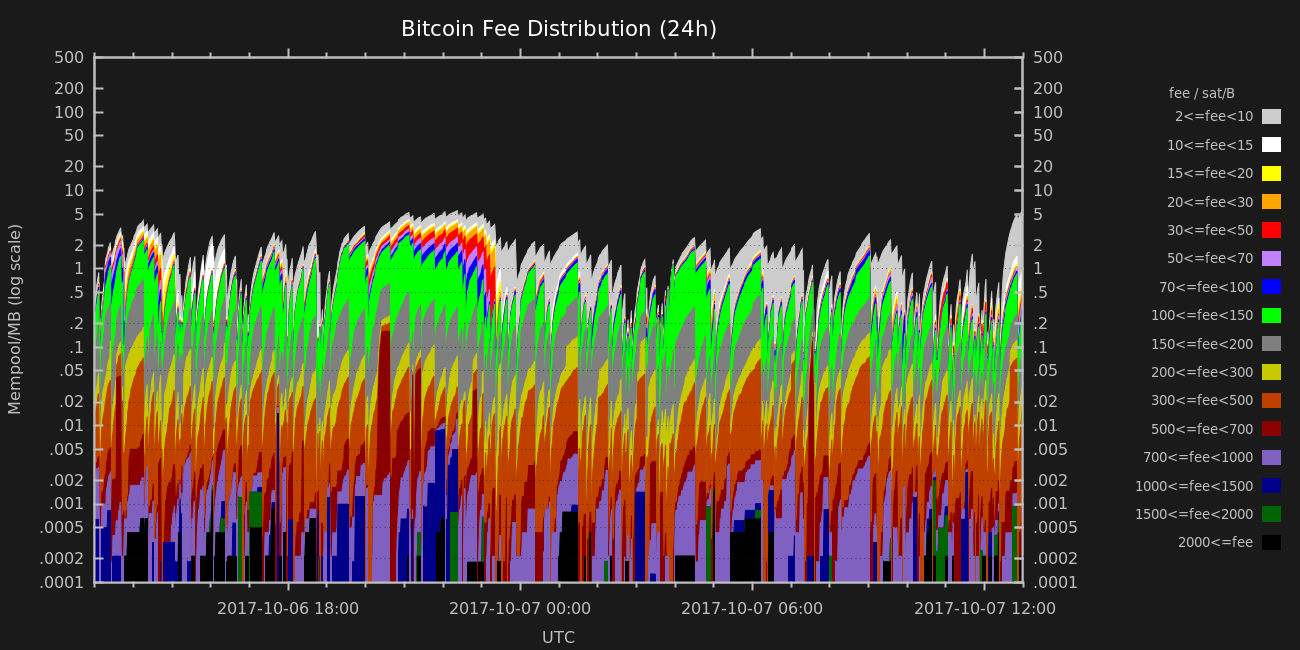 Bitcoin Fee Distribution (24h)
500
200
100
50
20
10
5
2
1
.5
.2
.1
.05
.02
.01
.005
.002
.001
.0005
.0002
.0001
Mempool/MB (log scale)
500
200
100
50
20
10
5
2
1
.5
.2
.1
.05
.02
.01
.005
.002
.001
.0005
.0002
.0001
2017-10-06 18:00
2017-10-07 00:00
2017-10-07 06:00
2017-10-07 12:00
UTC
fee / sat/B
2<=fee<10
10<=fee<15
15<=fee<20
20<=fee<30
30<=fee<50
50<=fee<70
70<=fee<100
100<=fee<150
150<=fee<200
200<=fee<300
300<=fee<500
500<=fee<700
700<=fee<1000
1000<=fee<1500
1500<=fee<2000
2000<=fee